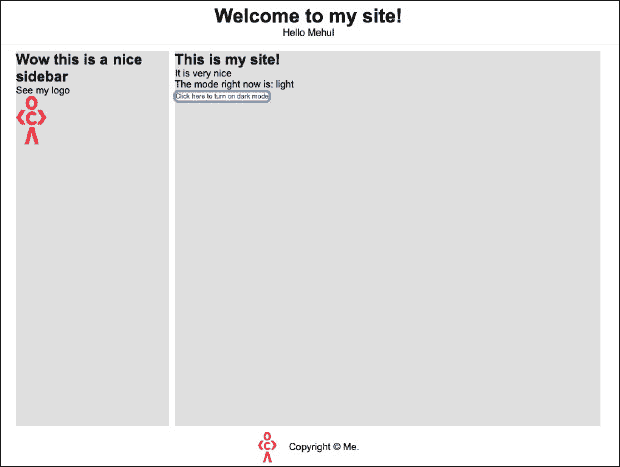 Welcome to my site!
Hello Mehul
Wow this is a nice
sidebar
See my logo
This is my site!
It is very nice
The mode right now is: light
Click here to turn on dark mode
Copyright © Me.